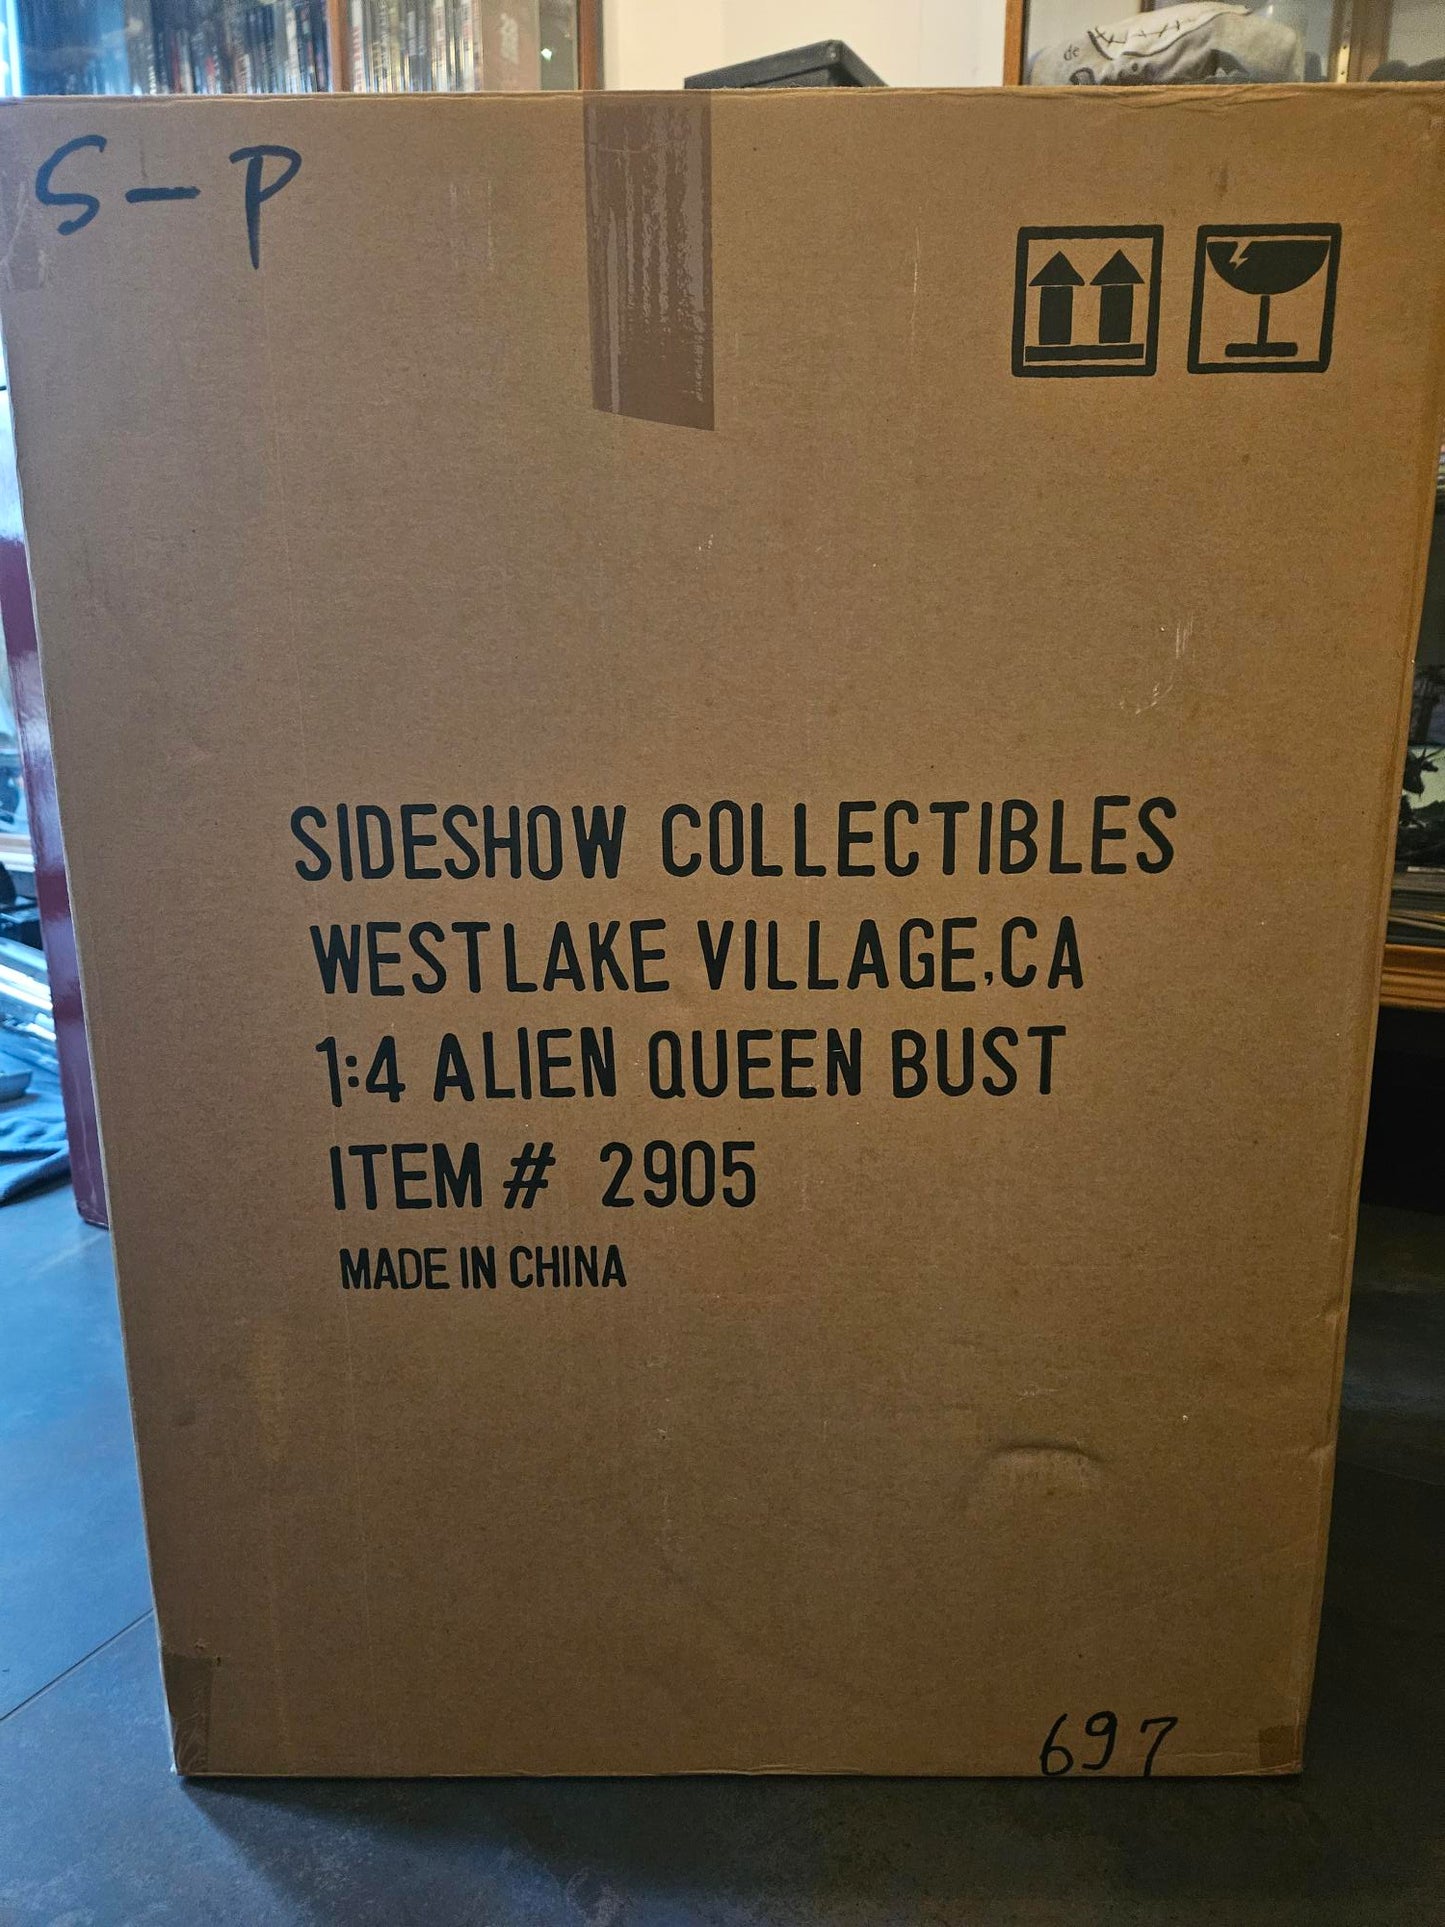 S-P
SIDESHOW COLLECTIBLES
WESTLAKE VILLAGE,CA
1:4 ALIEN QUEEN BUST
ITEM # 2905
MADE IN CHINA
697